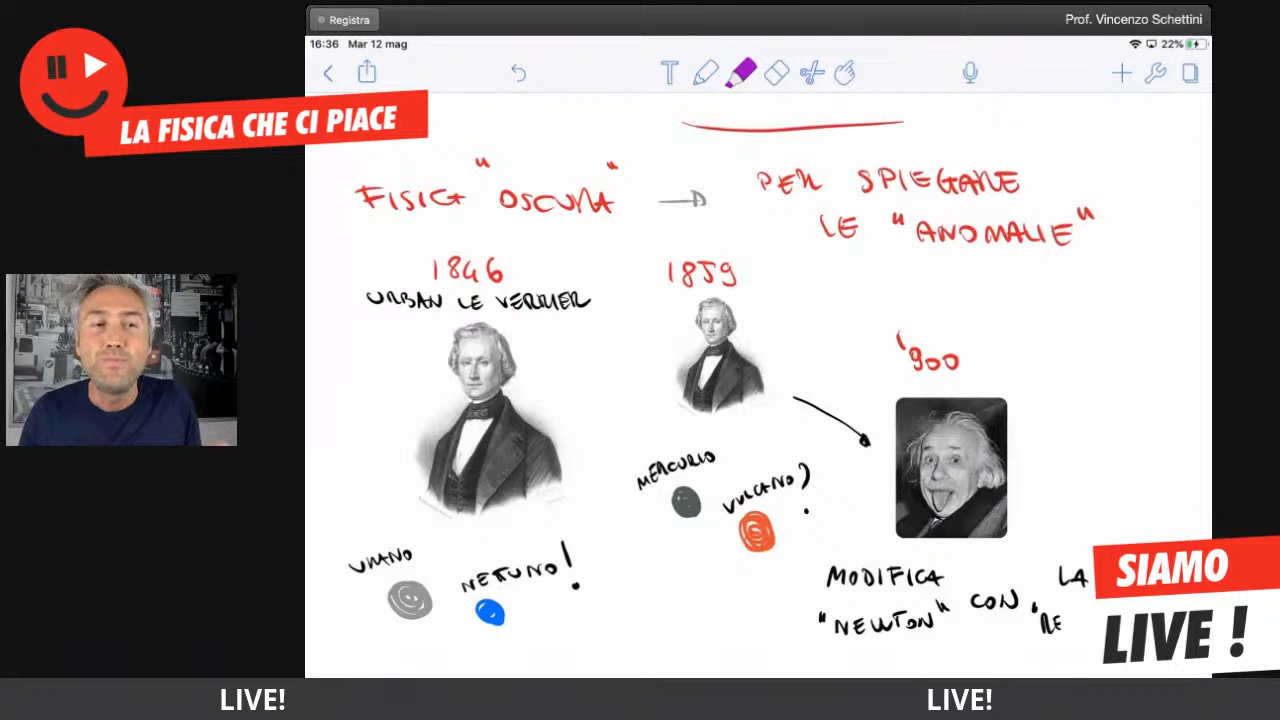 Registra
Prof. Vincenzo Schettini
16:36 Mar 12 mag
22%
LA FISICA CHE CI PIACE
FISICA "OSCURA" → PER SPIEGARE
LE "ANOMALIE"
1846
URBAN LE VERRIER
1859
'900
MERCURIO
VULCANO?
URANO
NETTUNO!
MODIFICA LA
"NEWTON" CON "RE
SIAMO
LIVE!
LIVE!
LIVE!